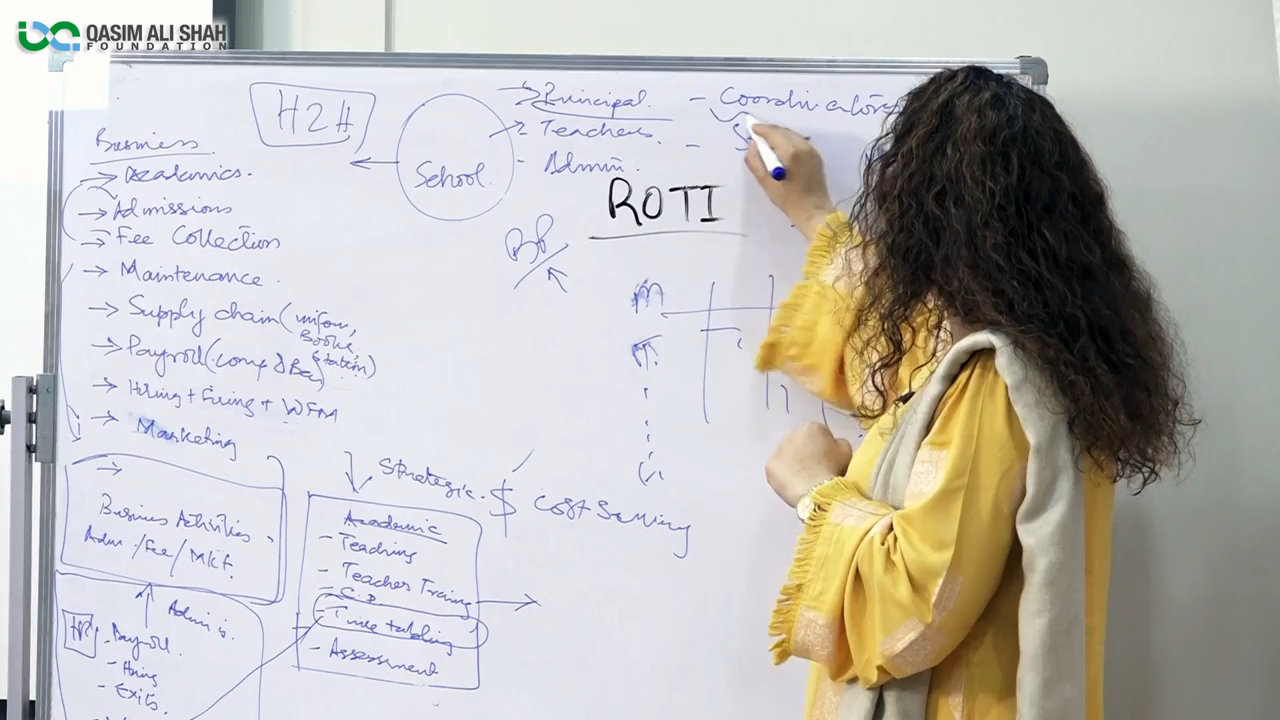 QASIM ALI SHAH
FOUNDATION
H2H
School.
Principal.
Teachers
Admin.
- Coordinators
ROTI
Business
→ Academics.
→ Admissions
→ Fee Collection
→ Maintenance.
→ Supply chain (uniform,
Books
→ Payroll (comp & Ben)
→ Hiring + Firing + WFM
→ Marketing
Business Activities
Adm / Fee / Mkt.
Admin
HR
- Payroll.
- Hiring
- Exits.
Strategic.
$ Cost Saving
Academic
- Teaching
- Teacher Training
- C.D.
- Time tabling
- Assessment